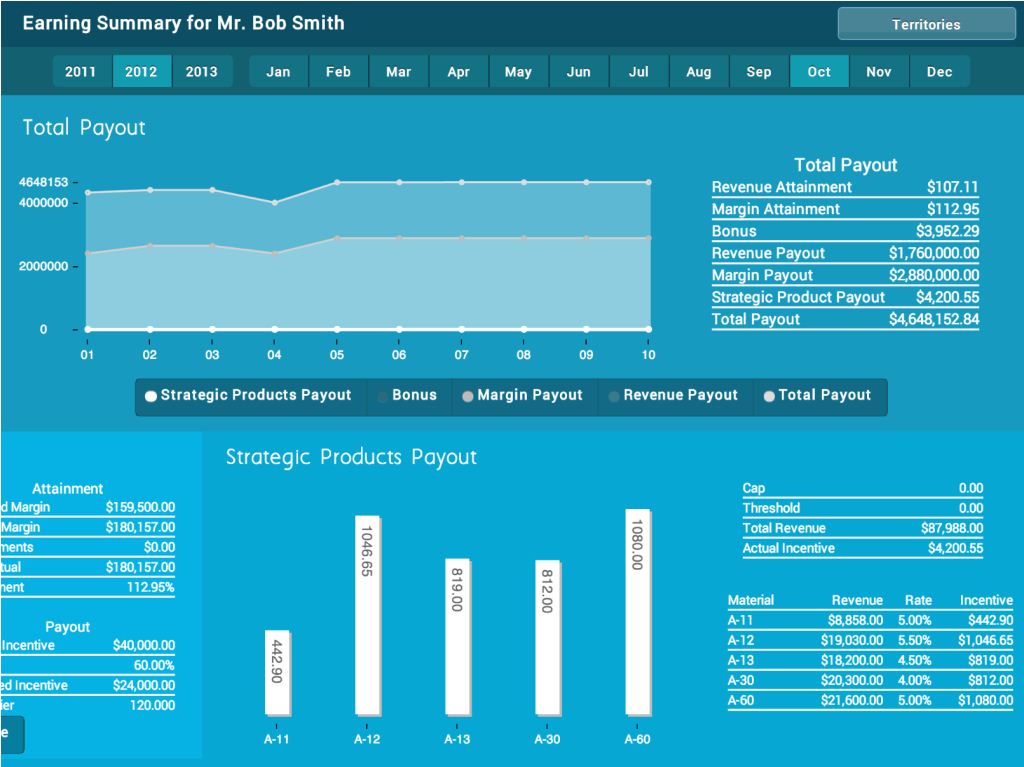 Earning Summary for Mr. Bob Smith
Territories
2011 2012 2013 Jan Feb Mar Apr May Jun Jul Aug Sep Oct Nov Dec
Total Payout
4648153
4000000
2000000
0
01 02 03 04 05 06 07 08 09 10
Total Payout
Revenue Attainment $107.11
Margin Attainment $112.95
Bonus $3,952.29
Revenue Payout $1,760,000.00
Margin Payout $2,880,000.00
Strategic Product Payout $4,200.55
Total Payout $4,648,152.84
Strategic Products Payout Bonus Margin Payout Revenue Payout Total Payout
Attainment
d Margin $159,500.00
Margin $180,157.00
ments $0.00
tual $180,157.00
ment 112.95%
Payout
Incentive $40,000.00
60.00%
ed Incentive $24,000.00
ier 120.000
e
Strategic Products Payout
442.90
1046.65
819.00
812.00
1080.00
A-11 A-12 A-13 A-30 A-60
Cap 0.00
Threshold 0.00
Total Revenue $87,988.00
Actual Incentive $4,200.55
Material Revenue Rate Incentive
A-11 $8,858.00 5.00% $442.90
A-12 $19,030.00 5.50% $1,046.65
A-13 $18,200.00 4.50% $819.00
A-30 $20,300.00 4.00% $812.00
A-60 $21,600.00 5.00% $1,080.00